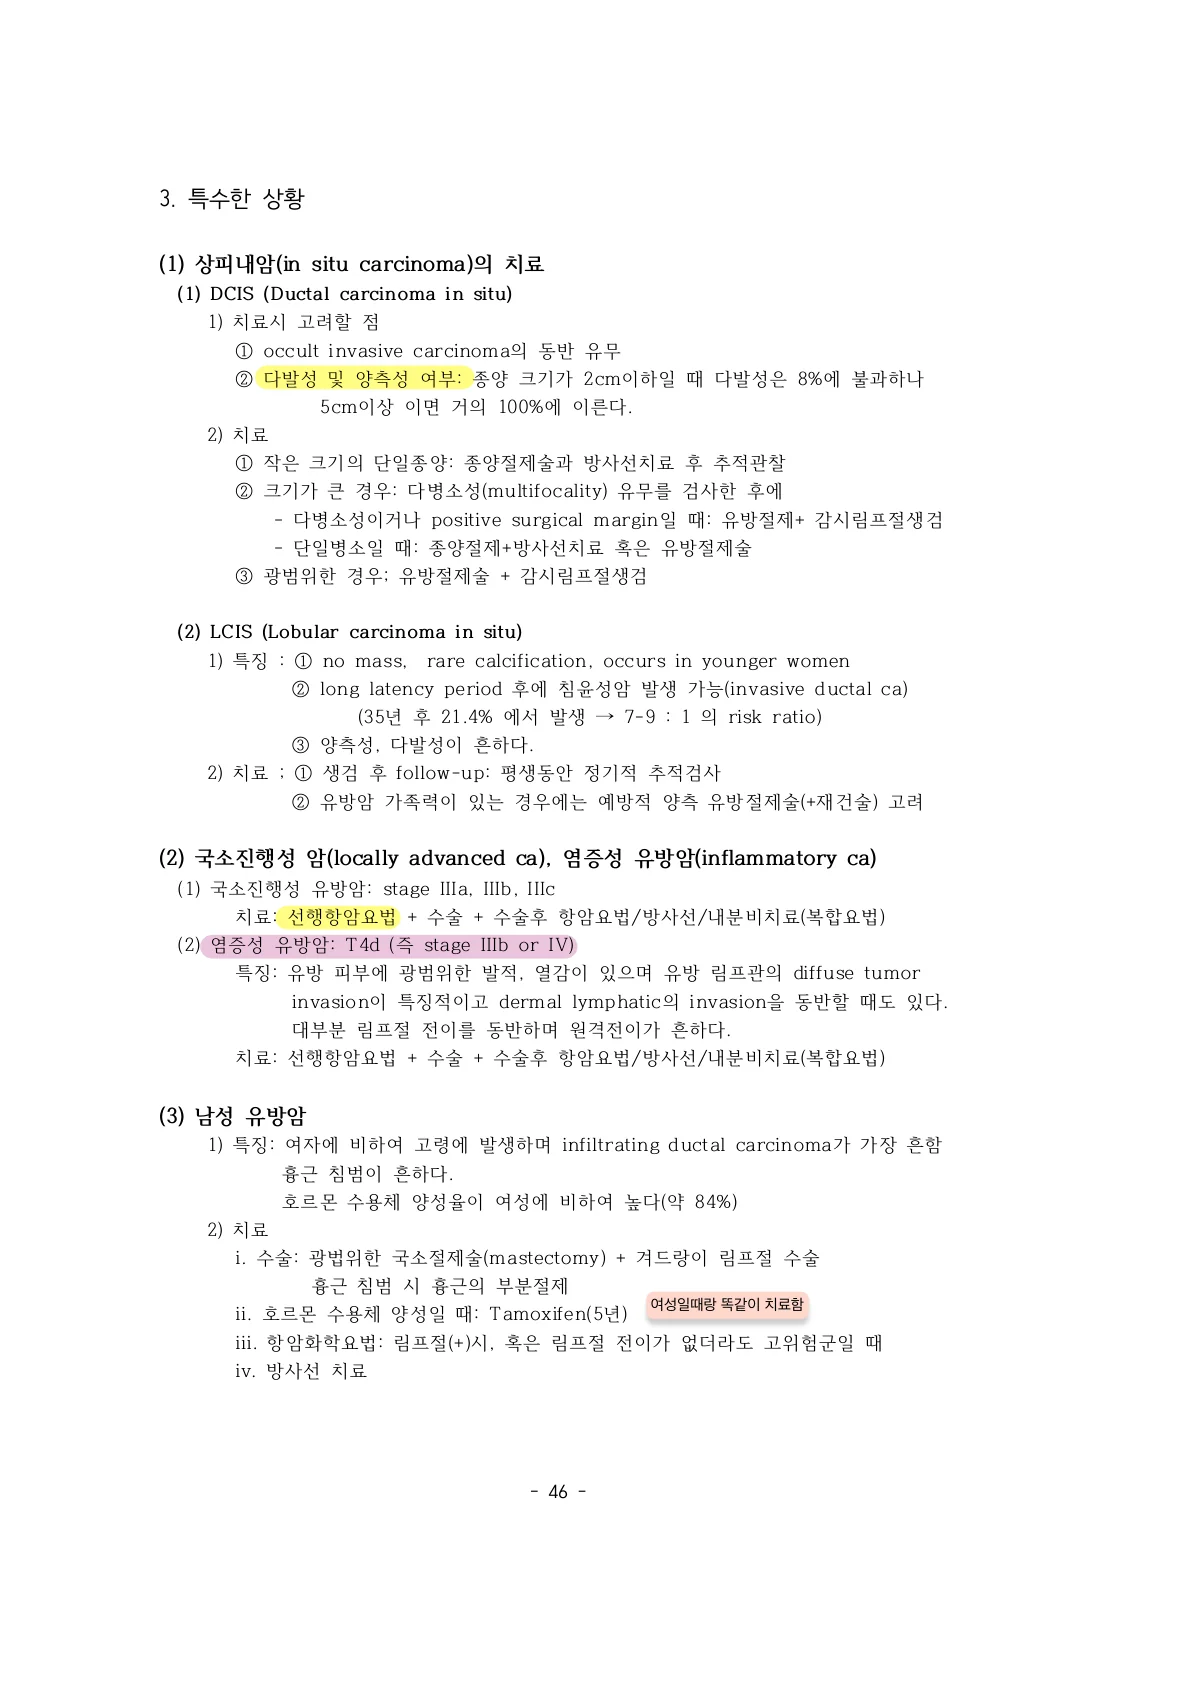 3. 특수한 상황
(1) 상피내암(in situ carcinoma)의 치료
(1) DCIS (Ductal carcinoma in situ)
1) 치료시 고려할 점
① occult invasive carcinoma의 동반 유무
② 다발성 및 양측성 여부: 종양 크기가 2cm이하일 때 다발성은 8%에 불과하나
5cm이상 이면 거의 100%에 이른다.
2) 치료
① 작은 크기의 단일종양: 종양절제술과 방사선치료 후 추적관찰
② 크기가 큰 경우: 다병소성(multifocality) 유무를 검사한 후에
- 다병소성이거나 positive surgical margin일 때: 유방절제+ 감시림프절생검
- 단일병소일 때: 종양절제+방사선치료 혹은 유방절제술
③ 광범위한 경우; 유방절제술 + 감시림프절생검
(2) LCIS (Lobular carcinoma in situ)
1) 특징 : ① no mass, rare calcification, occurs in younger women
② long latency period 후에 침윤성암 발생 가능(invasive ductal ca)
(35년 후 21.4% 에서 발생 → 7-9 : 1 의 risk ratio)
③ 양측성, 다발성이 흔하다.
2) 치료 ; ① 생검 후 follow-up: 평생동안 정기적 추적검사
② 유방암 가족력이 있는 경우에는 예방적 양측 유방절제술(+재건술) 고려
(2) 국소진행성 암(locally advanced ca), 염증성 유방암(inflammatory ca)
(1) 국소진행성 유방암: stage IIIa, IIIb, IIIc
치료: 선행항암요법 + 수술 + 수술후 항암요법/방사선/내분비치료(복합요법)
(2) 염증성 유방암: T4d (즉 stage IIIb or IV)
특징: 유방 피부에 광범위한 발적, 열감이 있으며 유방 림프관의 diffuse tumor
invasion이 특징적이고 dermal lymphatic의 invasion을 동반할 때도 있다.
대부분 림프절 전이를 동반하며 원격전이가 흔하다.
치료: 선행항암요법 + 수술 + 수술후 항암요법/방사선/내분비치료(복합요법)
(3) 남성 유방암
1) 특징: 여자에 비하여 고령에 발생하며 infiltrating ductal carcinoma가 가장 흔함
흉근 침범이 흔하다.
호르몬 수용체 양성율이 여성에 비하여 높다(약 84%)
2) 치료
i. 수술: 광법위한 국소절제술(mastectomy) + 겨드랑이 림프절 수술
흉근 침범 시 흉근의 부분절제
ii. 호르몬 수용체 양성일 때: Tamoxifen(5년) 여성일때랑 똑같이 치료함
iii. 항암화학요법: 림프절(+)시, 혹은 림프절 전이가 없더라도 고위험군일 때
iv. 방사선 치료
- 46 -